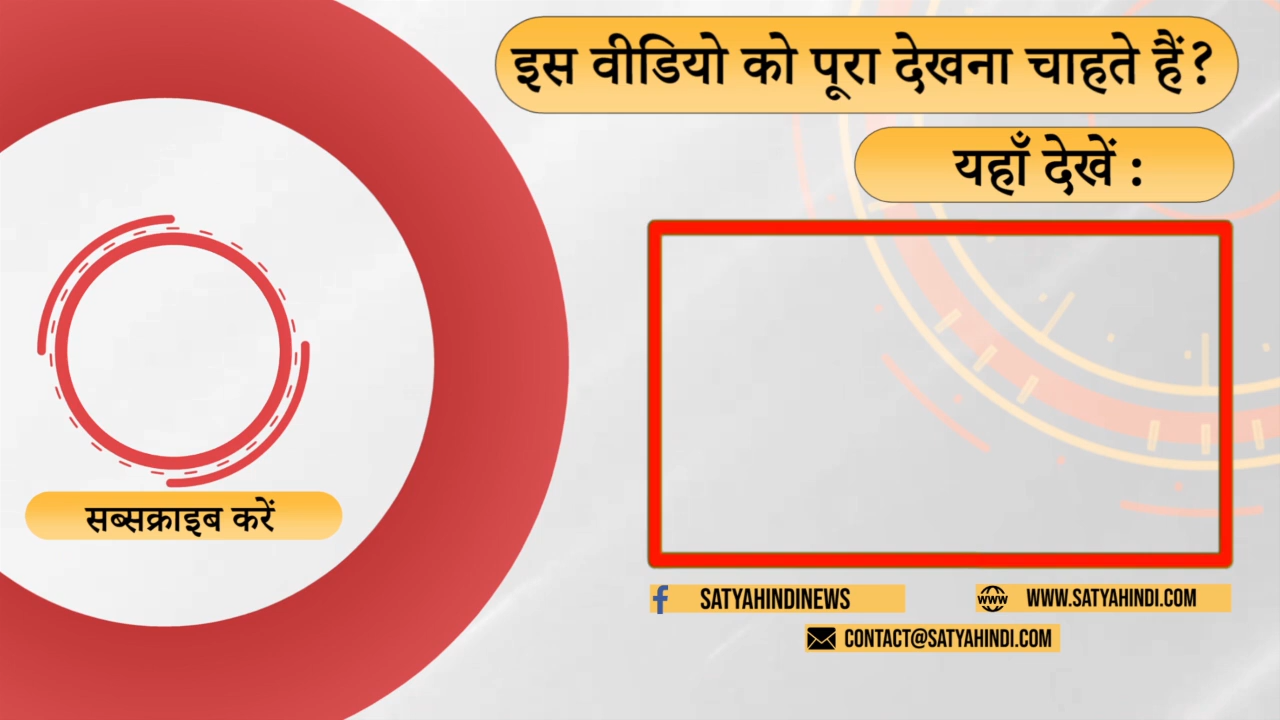 इस वीडियो को पूरा देखना चाहते हैं?
यहाँ देखें :
सब्सक्राइब करें
SATYAHINDINEWS
WWW.SATYAHINDI.COM
CONTACT@SATYAHINDI.COM